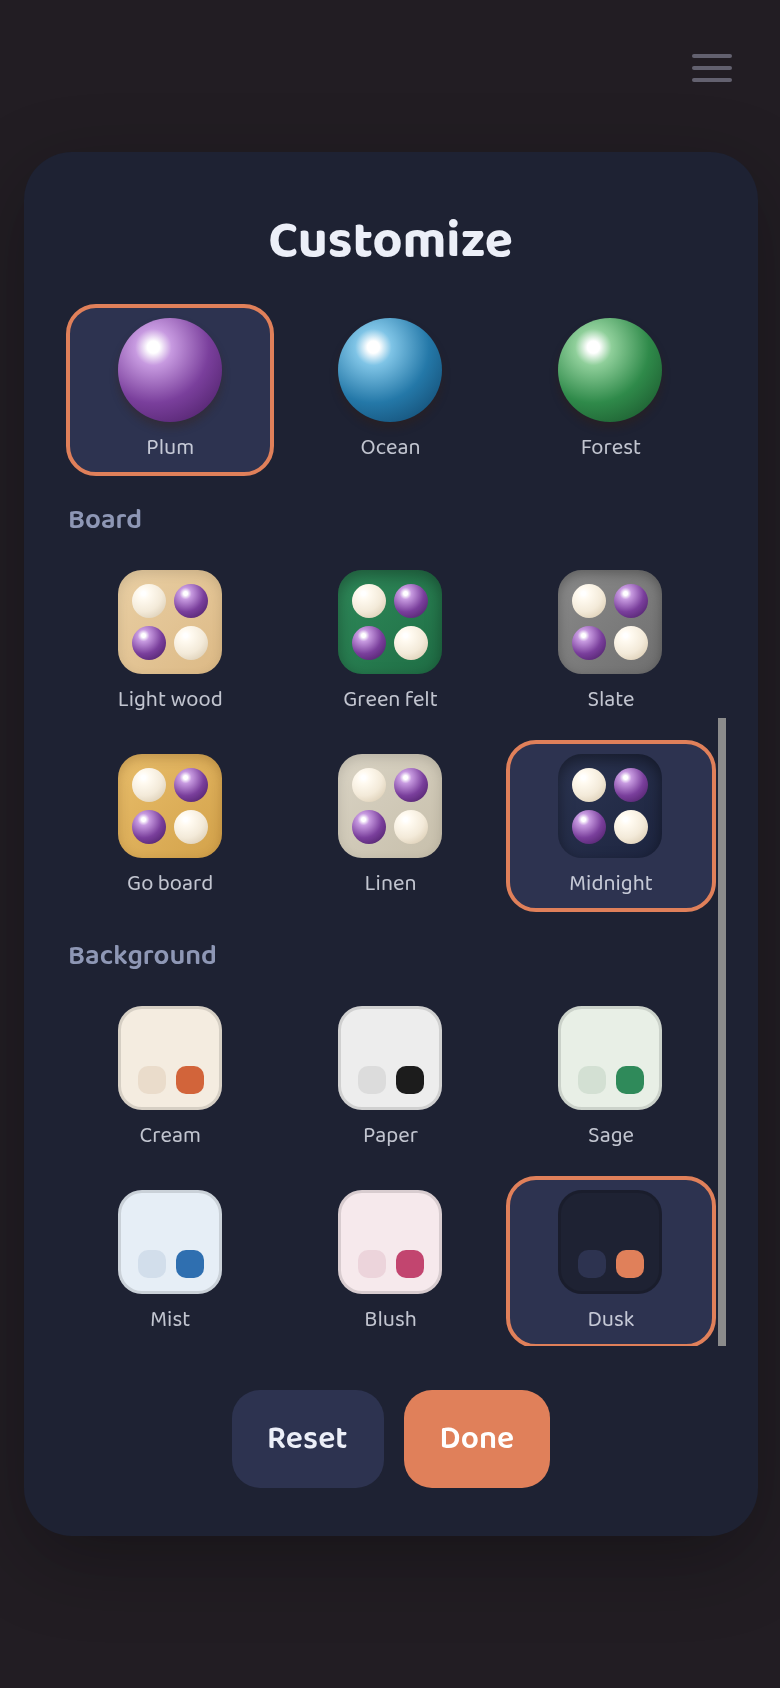 Customize
Plum Ocean Forest
Board
Light wood Green felt Slate
Go board Linen Midnight
Background
Cream Paper Sage
Mist Blush Dusk
Reset Done